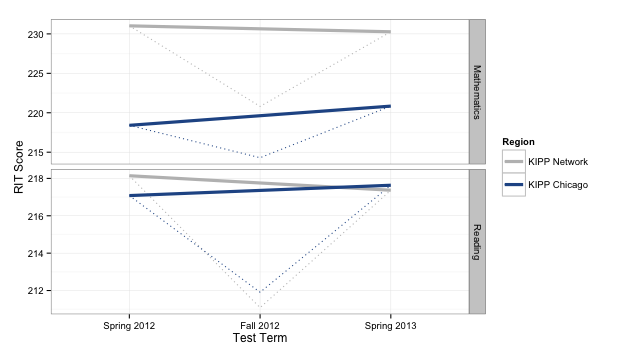 230
225
220
215
Mathematics
218
216
214
212
Reading
RIT Score
Spring 2012 Fall 2012 Spring 2013
Test Term
Region
KIPP Network
KIPP Chicago